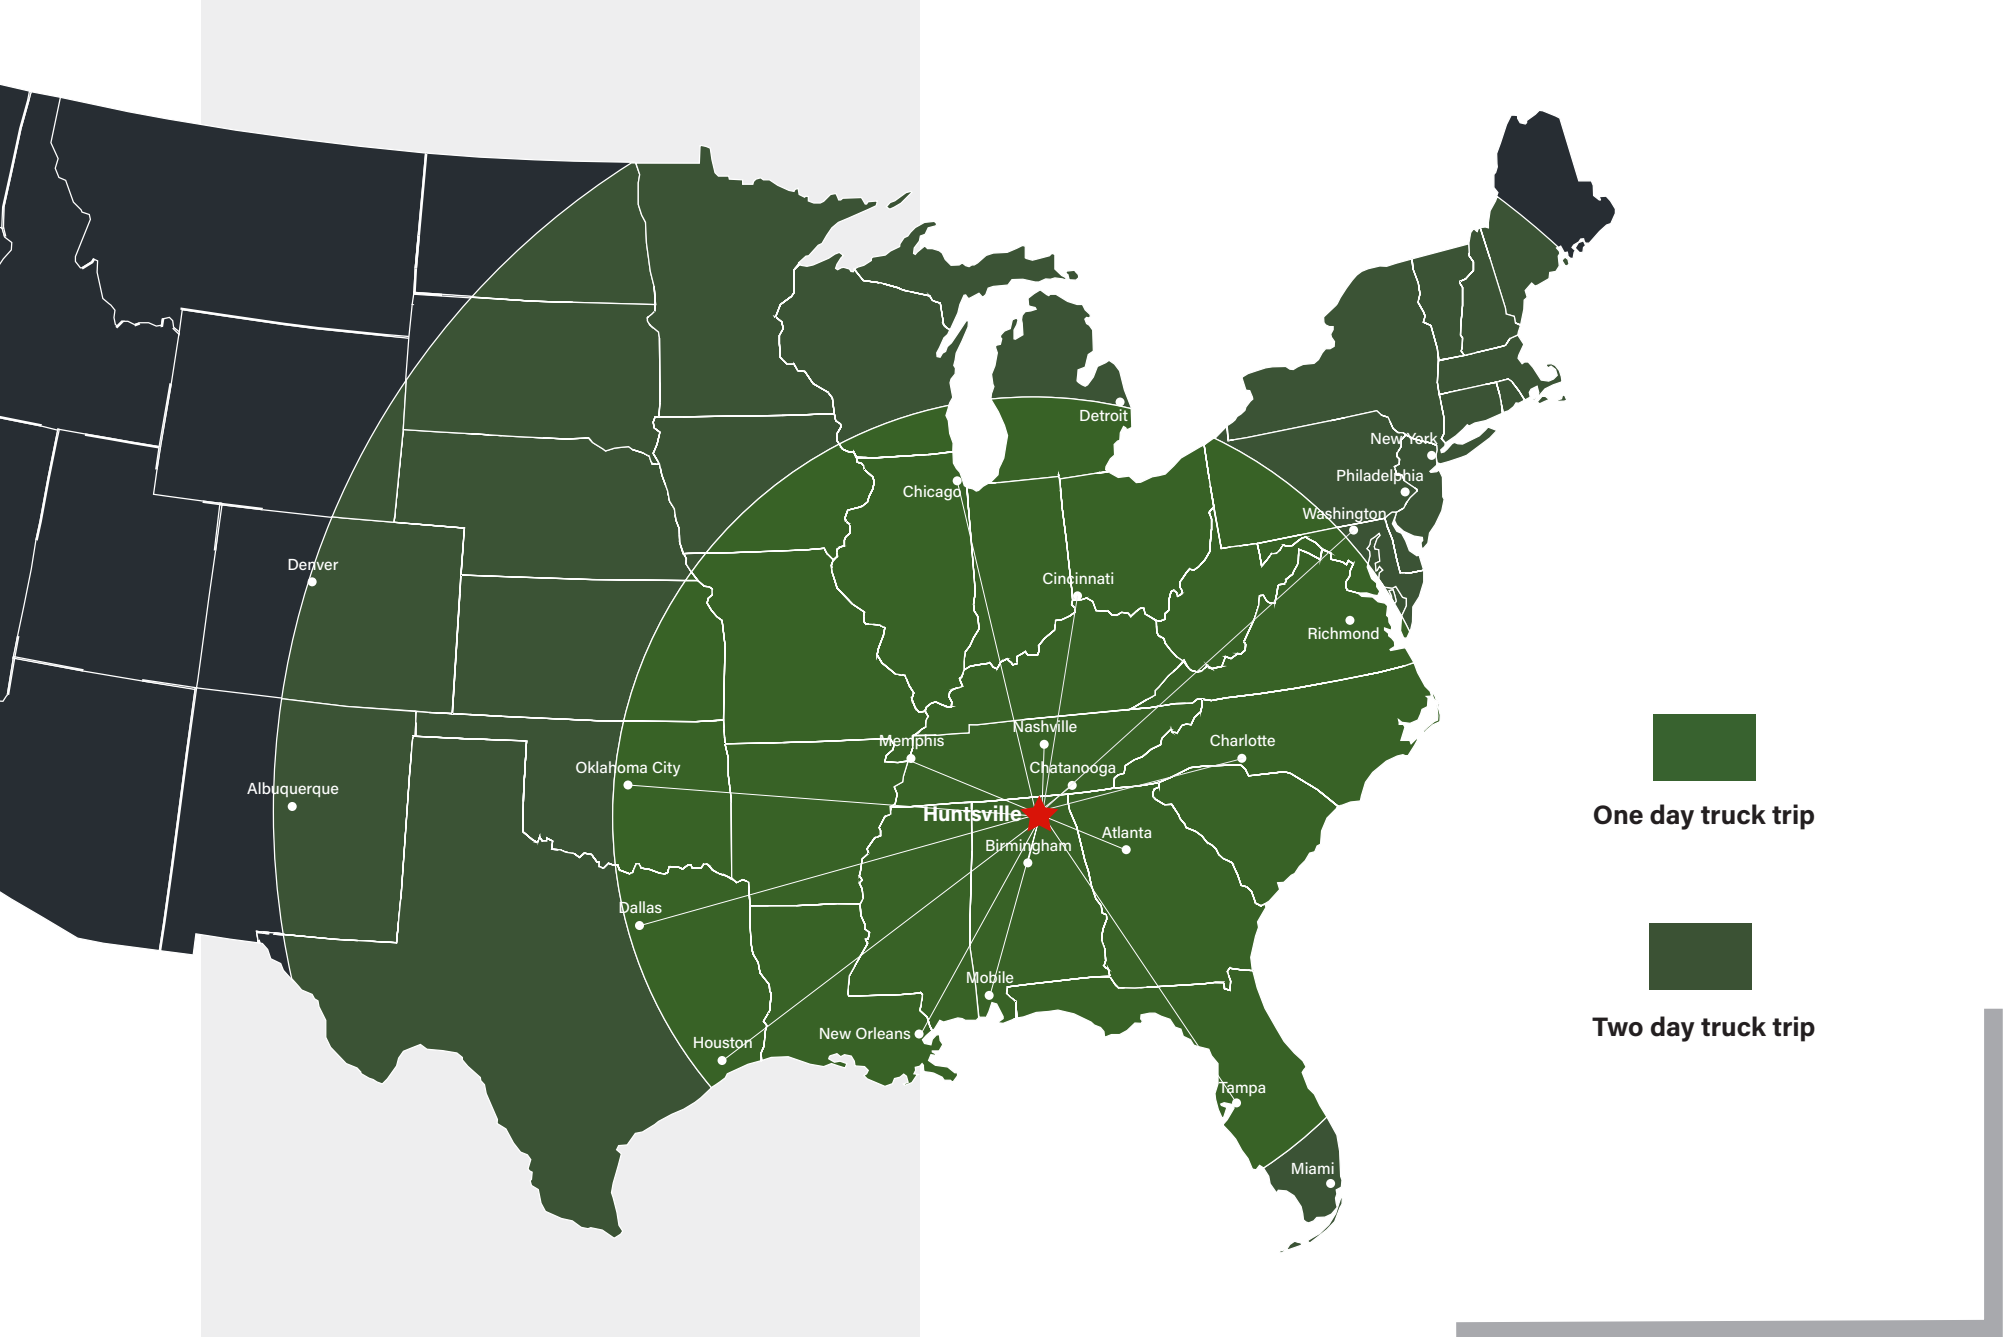 Detroit
New York
Philadelphia
Chicago
Washington
Denver
Cincinnati
Richmond
Nashville
Memphis
Charlotte
Oklahoma City
Chatanooga
Albuquerque
Huntsville
One day truck trip
Atlanta
Birmingham
Dallas
Mobile
New Orleans
Two day truck trip
Houston
Tampa
Miami